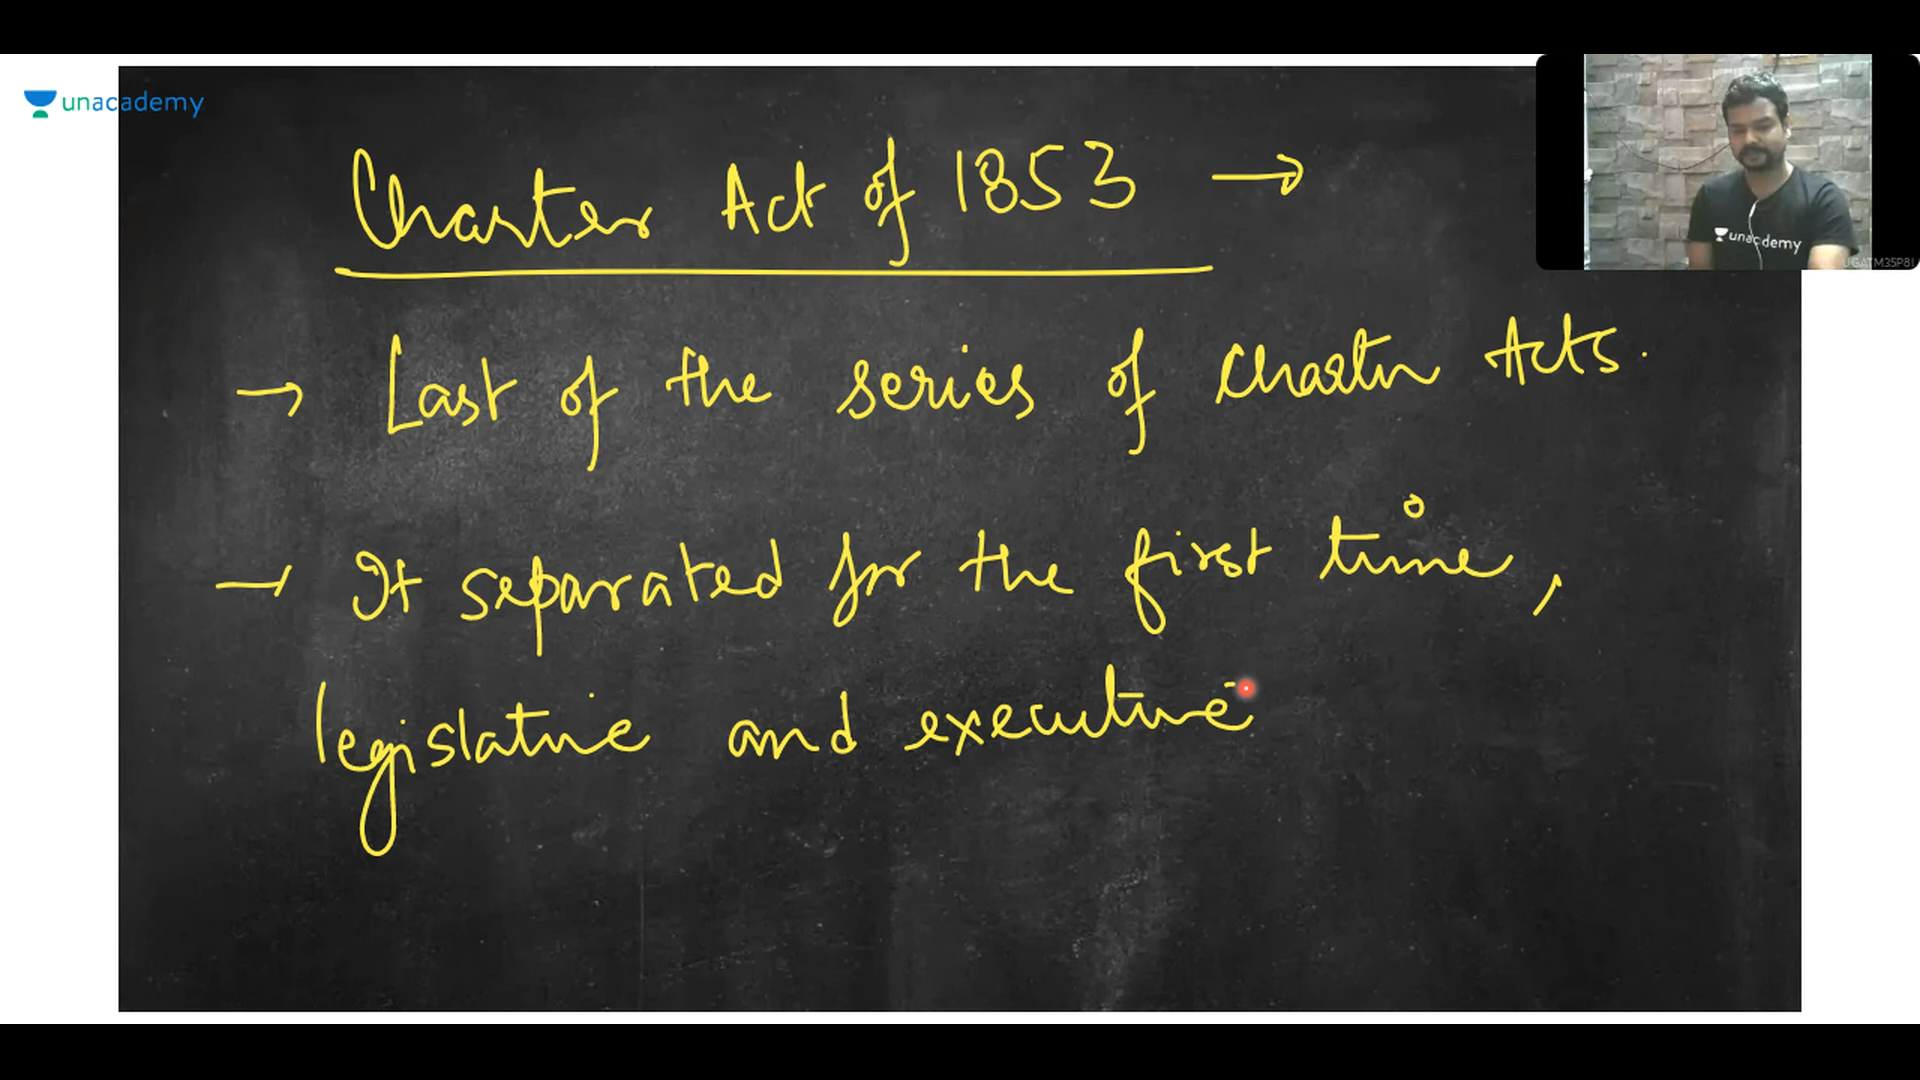 unacademy
Charter Act of 1853 →
→ Last of the series of Charter Acts.
→ It separated for the first time,
legislative and executive
unacademy
UGATM35P8I